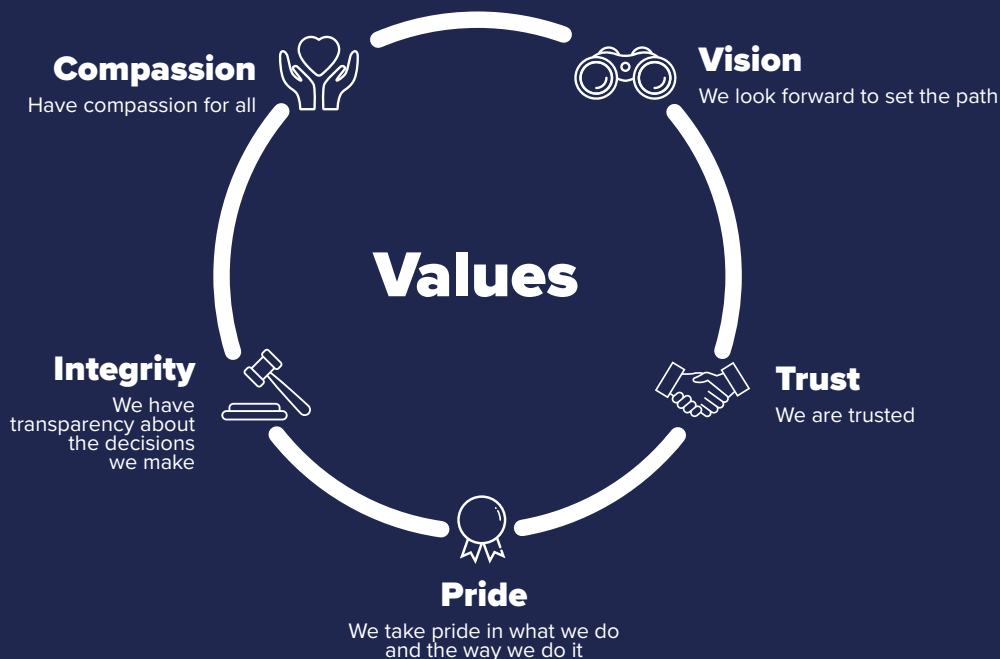 Compassion
Have compassion for all
Vision
We look forward to set the path
Values
Integrity
We have
transparency about
the decisions
we make
Trust
We are trusted
Pride
We take pride in what we do
and the way we do it